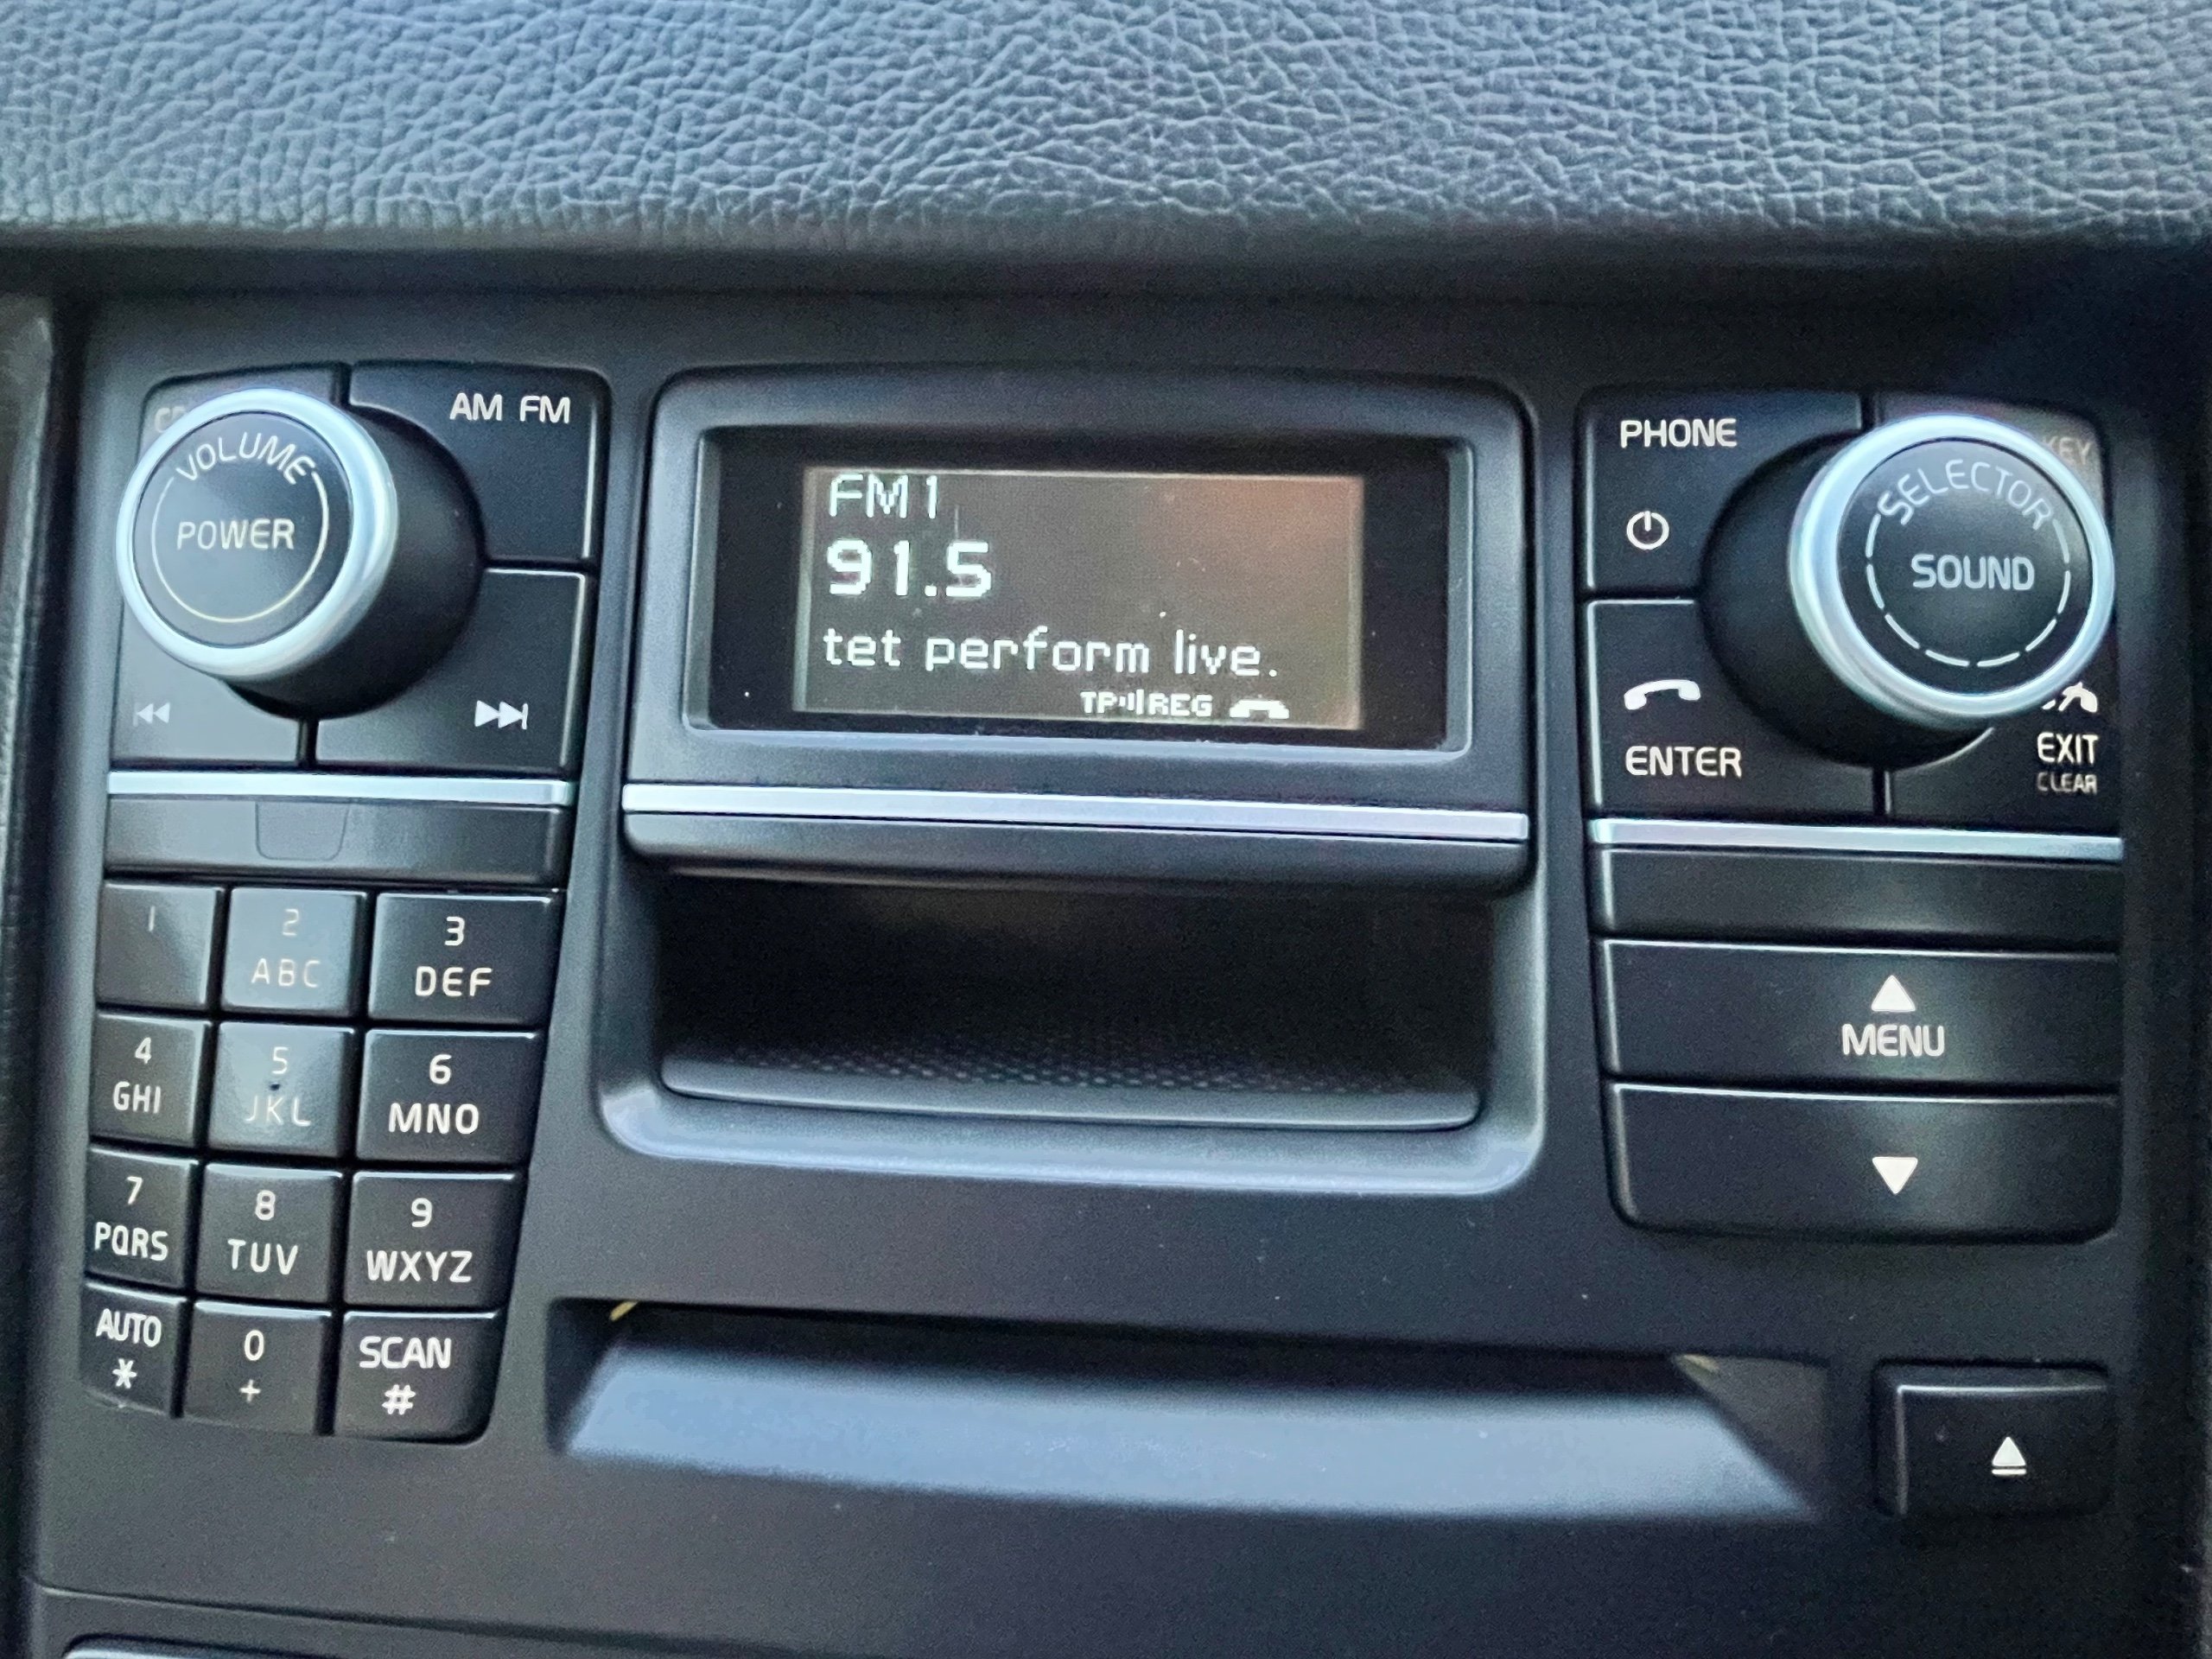 AM FM
VOLUME
POWER
FM1
91.5
tet perform live.
TP REG
PHONE
KEY
SELECTOR
SOUND
ENTER
EXIT
CLEAR
1
2
ABC
3
DEF
4
GHI
5
JKL
6
MNO
7
PQRS
8
TUV
9
WXYZ
AUTO
*
0
+
SCAN
#
MENU